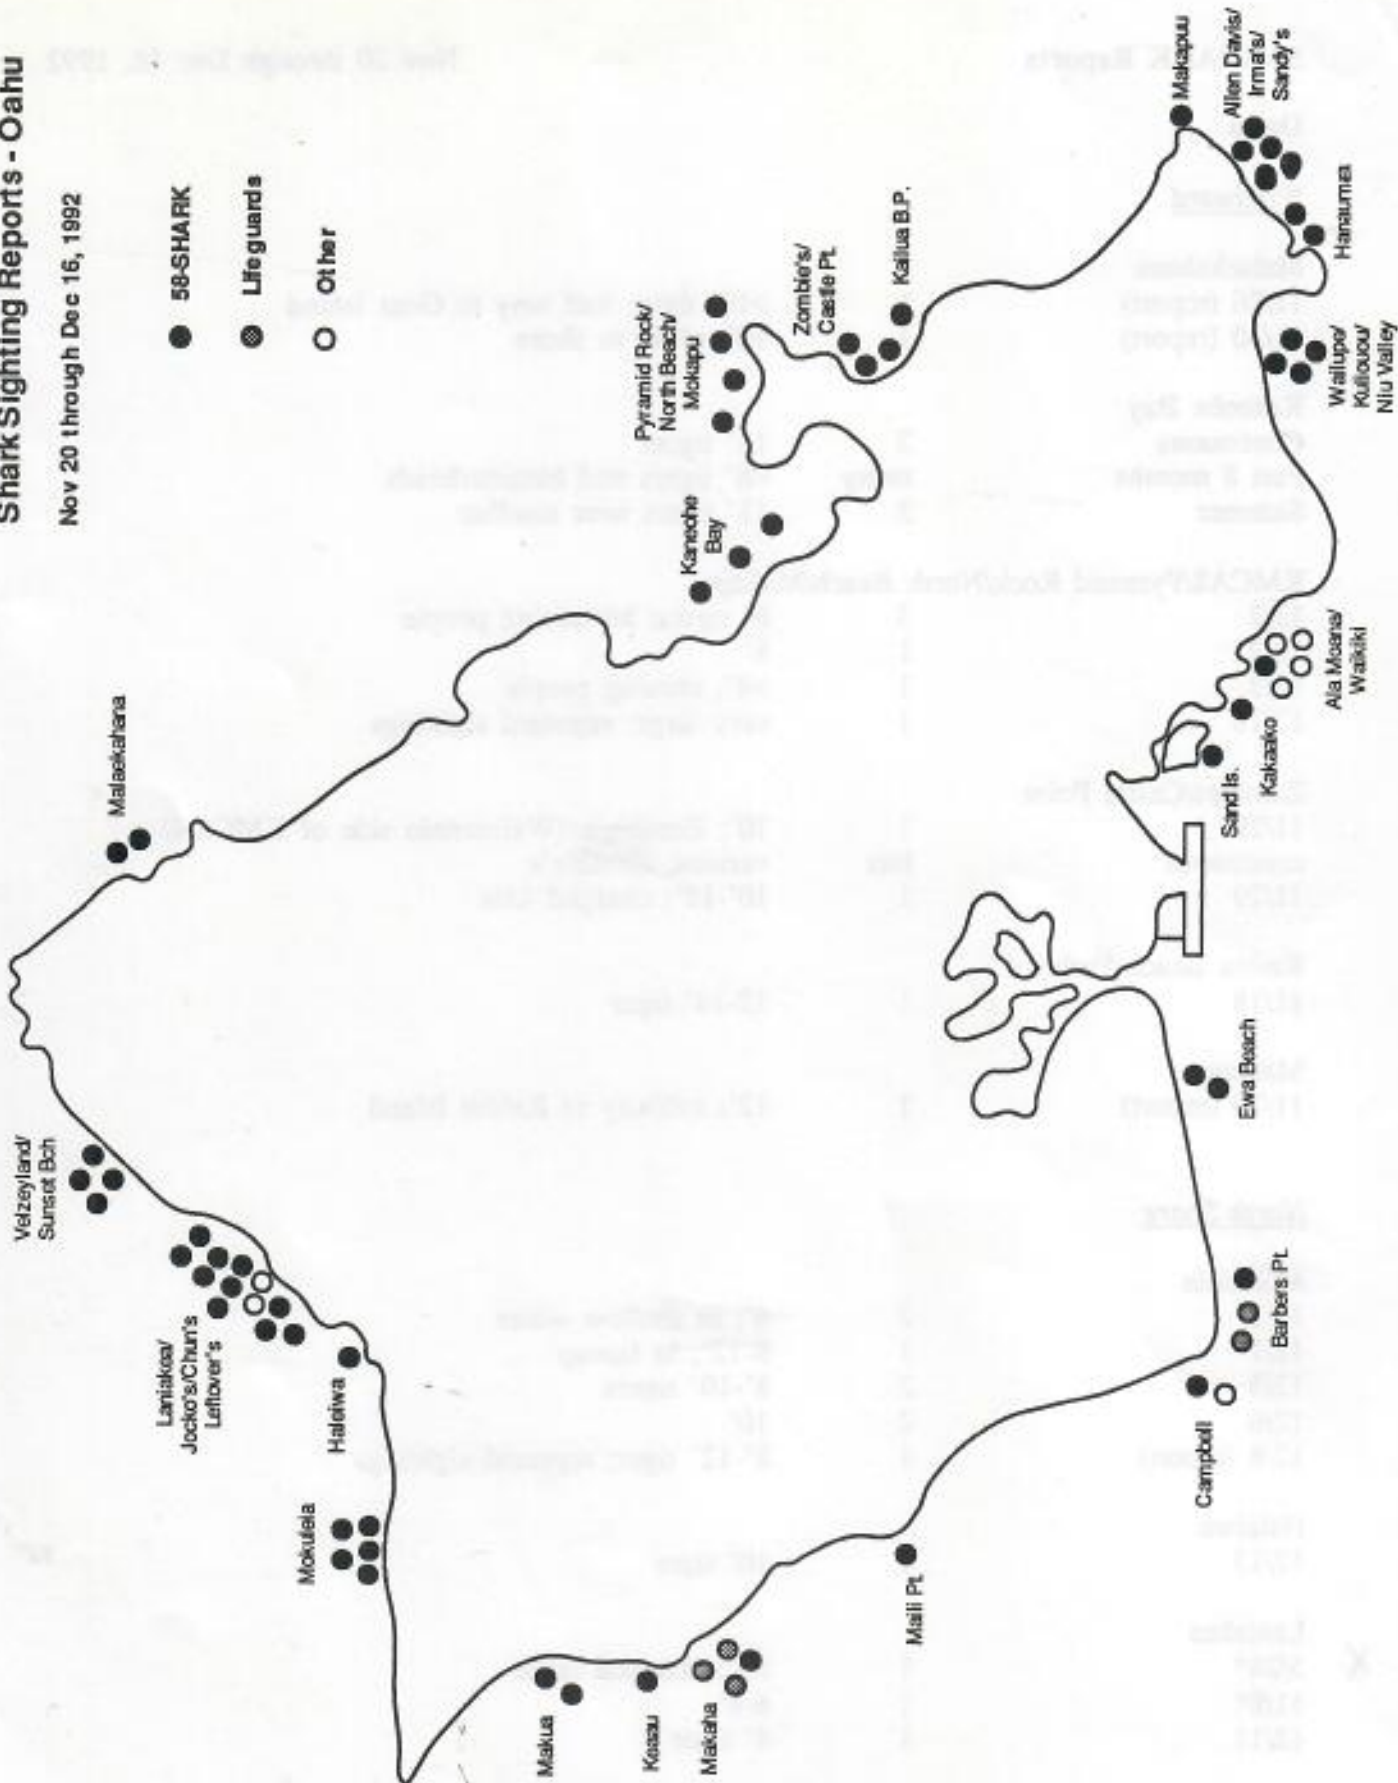 Shark Sighting Reports - Oahu
Nov 20 through Dec 16, 1992
58-SHARK
Lifeguards
Other
Velzeyland/
Sunset Bch
Malaekahana
Laniakea/
Jocko's/Chun's
Leftover's
Haleiwa
Mokuleia
Kaneohe
Bay
Pyramid Rock/
North Beach/
Mokapu
Zombie's/
Castle Pt.
Kailua B.P.
Makapuu
Allen Davis/
Irma's/
Sandy's
Hanauma
Wailupe/
Kuliouou/
Niu Valley
Ala Moana/
Waikiki
Kakaako
Sand Is.
Ewa Beach
Barbers Pt.
Campbell
Maili Pt.
Makaha
Keaau
Makua